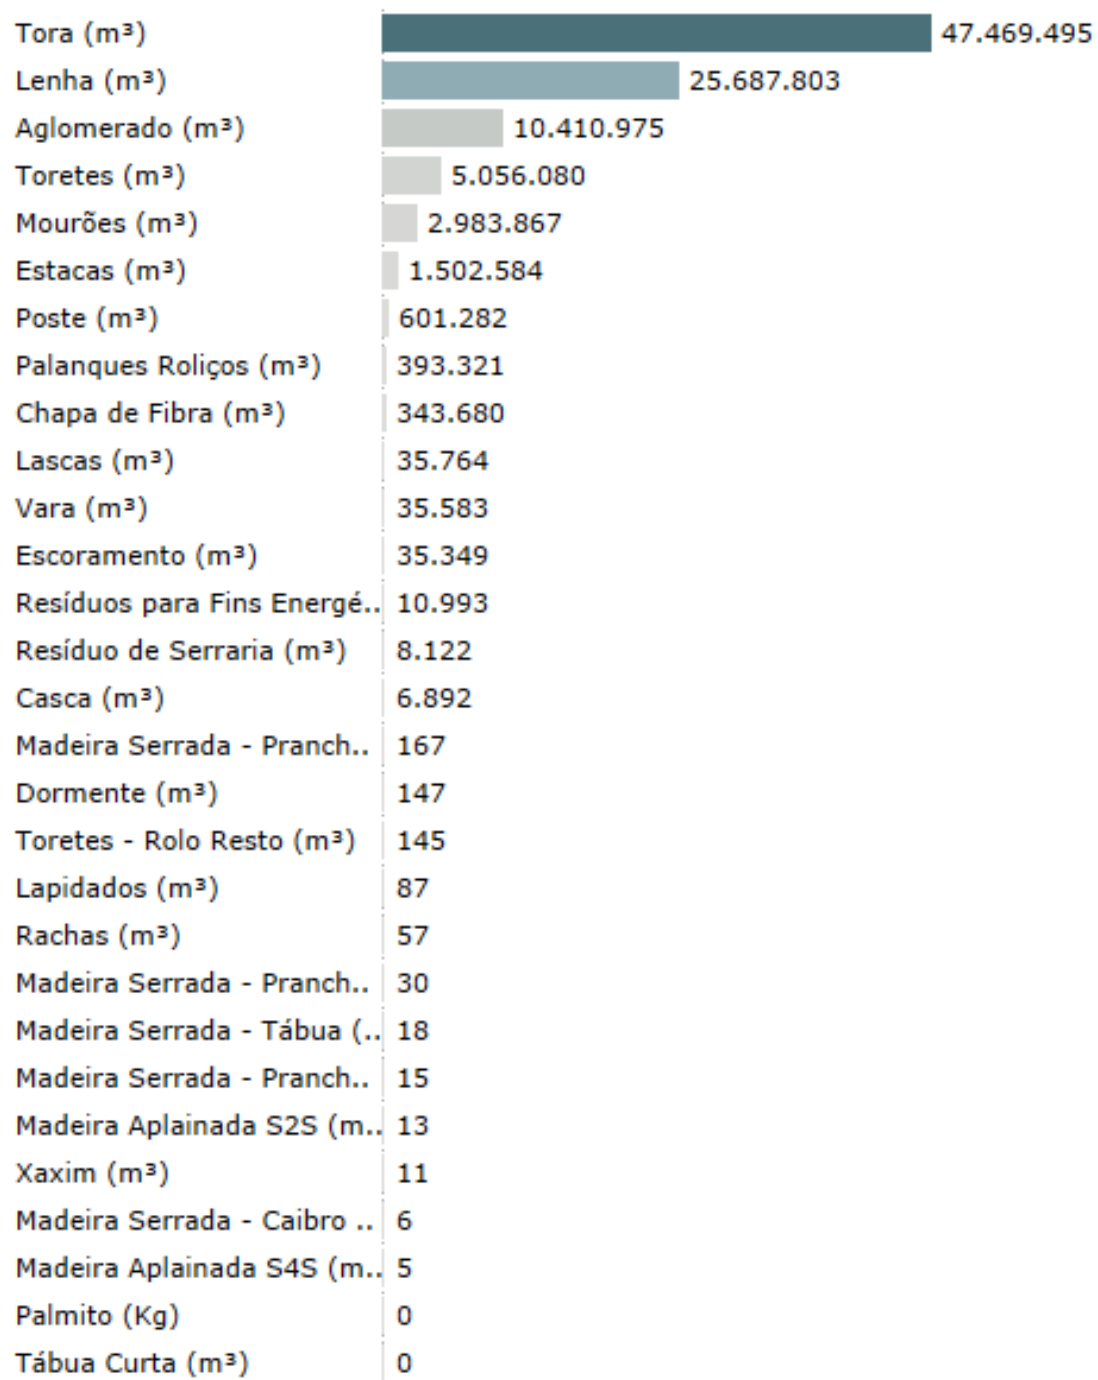 Tora (m³) 47.469.495
Lenha (m³) 25.687.803
Aglomerado (m³) 10.410.975
Toretes (m³) 5.056.080
Mourões (m³) 2.983.867
Estacas (m³) 1.502.584
Poste (m³) 601.282
Palanques Roliços (m³) 393.321
Chapa de Fibra (m³) 343.680
Lascas (m³) 35.764
Vara (m³) 35.583
Escoramento (m³) 35.349
Resíduos para Fins Energé.. 10.993
Resíduo de Serraria (m³) 8.122
Casca (m³) 6.892
Madeira Serrada - Pranch.. 167
Dormente (m³) 147
Toretes - Rolo Resto (m³) 145
Lapidados (m³) 87
Rachas (m³) 57
Madeira Serrada - Pranch.. 30
Madeira Serrada - Tábua (.. 18
Madeira Serrada - Pranch.. 15
Madeira Aplainada S2S (m.. 13
Xaxim (m³) 11
Madeira Serrada - Caibro .. 6
Madeira Aplainada S4S (m.. 5
Palmito (Kg) 0
Tábua Curta (m³) 0